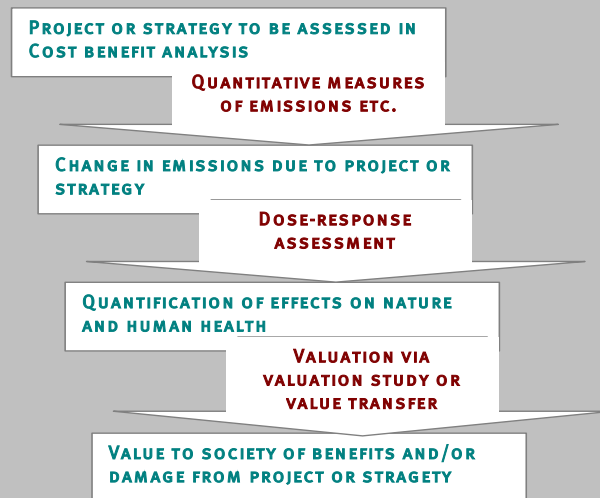 Project or strategy to be assessed in
Cost benefit analysis
Quantitative measures
of emissions etc.
Change in emissions due to project or
strategy
Dose-response
assessment
Quantification of effects on nature
and human health
Valuation via
valuation study or
value transfer
Value to society of benefits and/or
damage from project or stragety